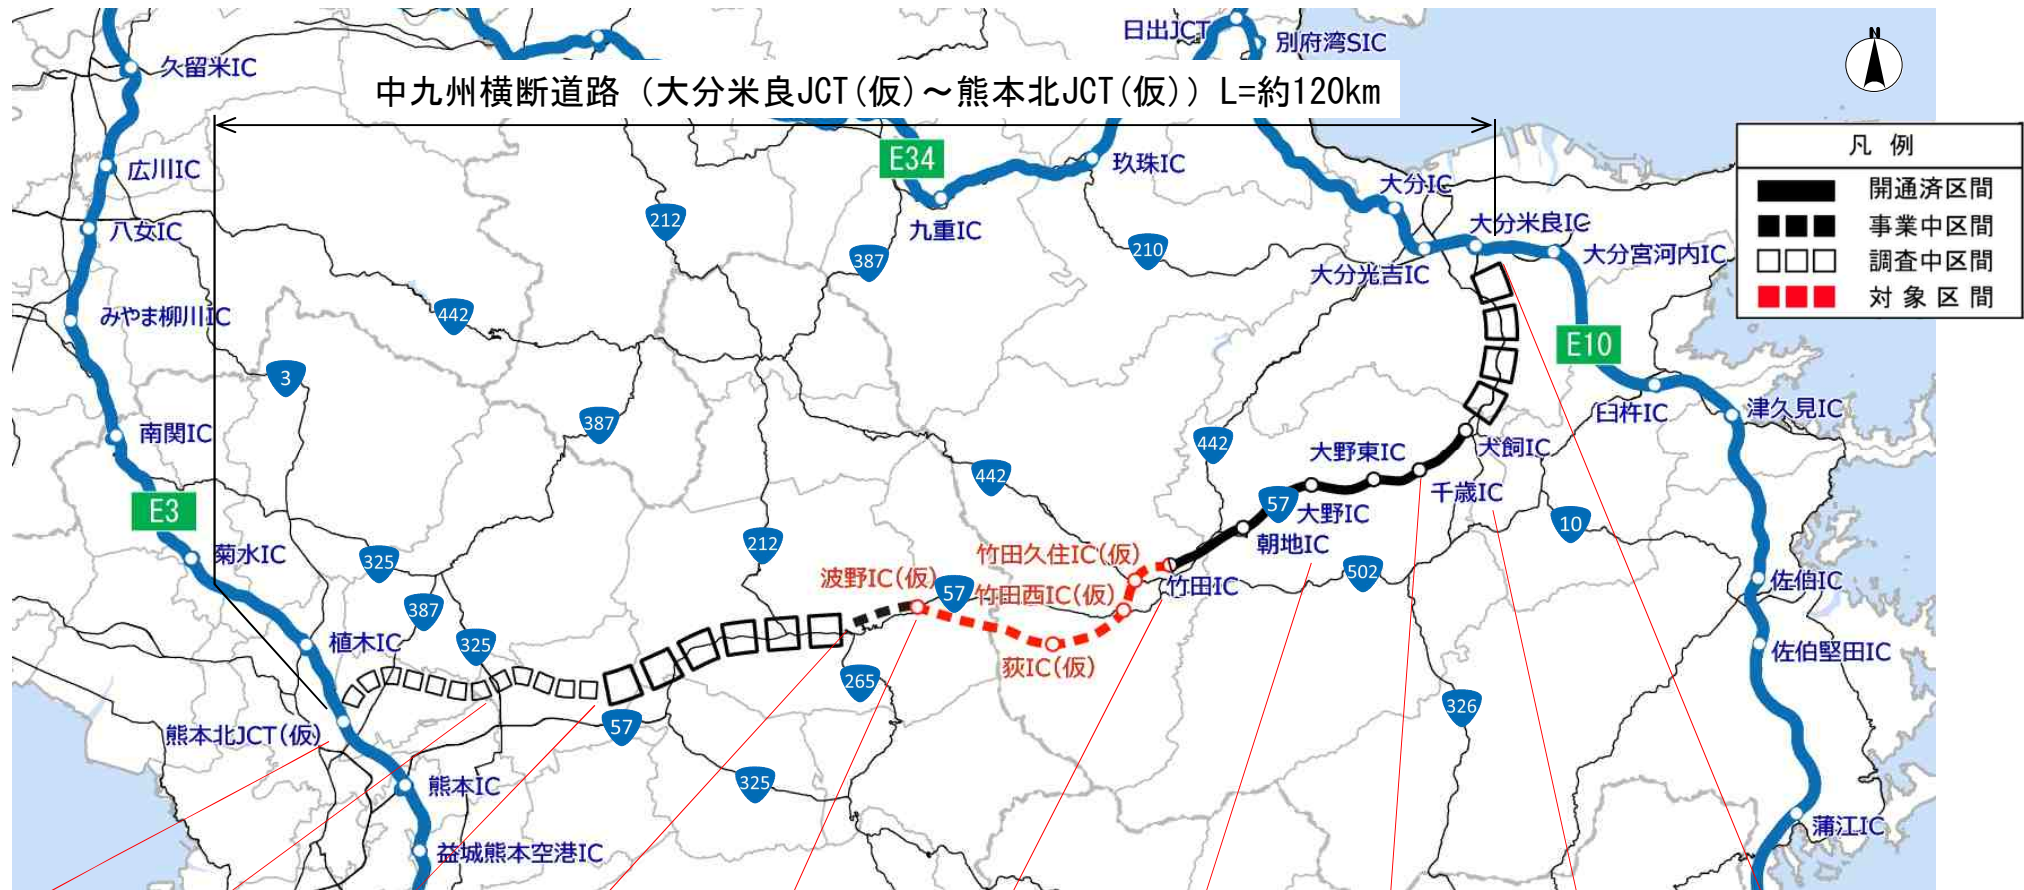 日出JCT
別府湾SIC
N
久留米IC
中九州横断道路（大分米良JCT(仮)～熊本北JCT(仮)）L=約120km
凡 例
開通済区間
事業中区間
調査中区間
対象区間
E34
玖珠IC
広川IC
大分IC
212
九重IC
八女IC
大分米良IC
210
387
大分宮河内IC
大分光吉IC
みやま柳川IC
442
E10
3
臼杵IC
津久見IC
387
南関IC
442
大野東IC
犬飼IC
442
千歳IC
57
大野IC
E3
10
212
朝地IC
菊水IC
325
竹田久住IC(仮)
502
波野IC(仮)
57
竹田西IC(仮)
竹田IC
佐伯IC
387
植木IC
325
佐伯堅田IC
荻IC(仮)
265
326
57
熊本北JCT(仮)
325
熊本IC
蒲江IC
益城熊本空港IC